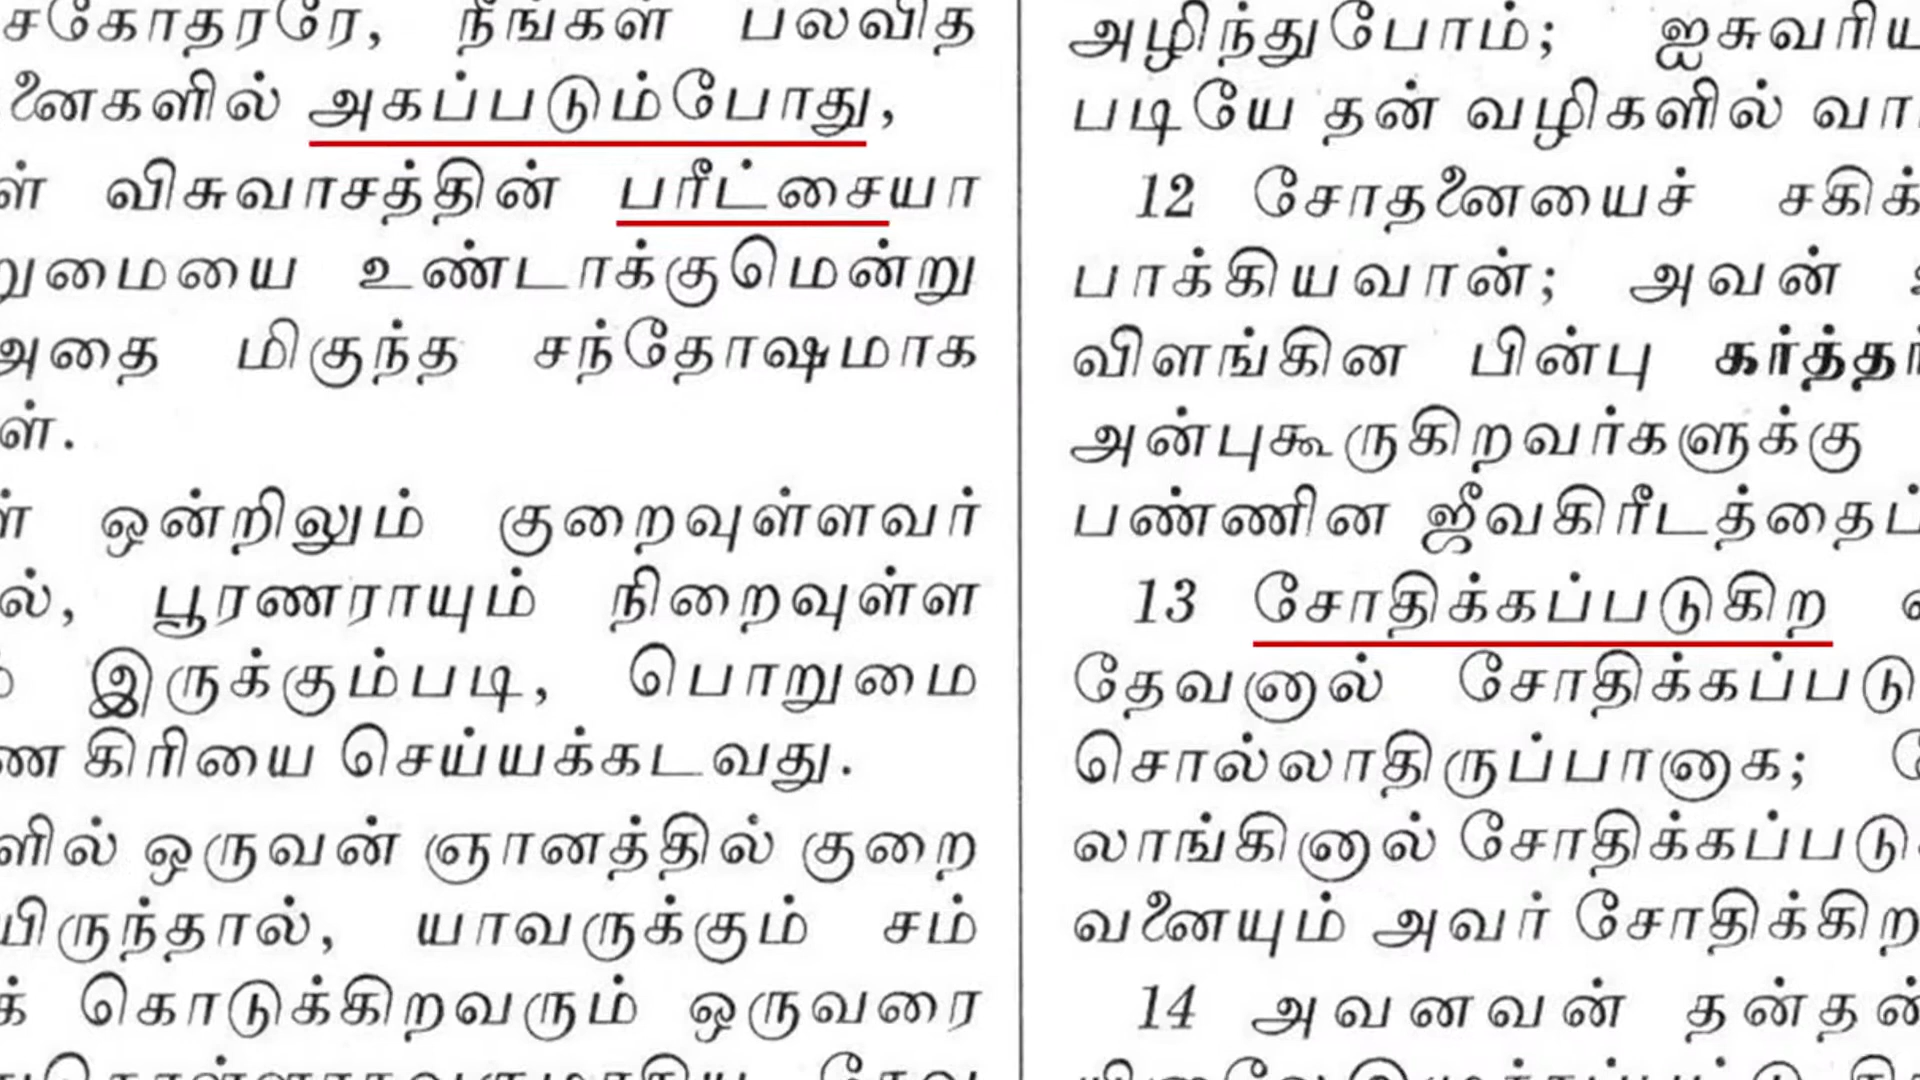 சகோதரரே, நீங்கள் பலவித
னைகளில் அகப்படும்போது,
விசுவாசத்தின் பரீட்சையா
றுமையை உண்டாக்குமென்று
அதை மிகுந்த சந்தோஷமாக
ள்.
ஒன்றிலும் குறைவுள்ளவர்
ல், பூரணராயும் நிறைவுள்ள
இருக்கும்படி, பொறுமை
ண கிரியை செய்யக்கடவது.
ளில் ஒருவன் ஞானத்தில் குறை
யிருந்தால், யாவருக்கும் சம்
க் கொடுக்கிறவரும் ஒருவரை
அழிந்துபோம்; ஐசுவரிய
படியே தன் வழிகளில் வா
12 சோதனையைச் சகிக்
பாக்கியவான்; அவன்
விளங்கின பின்பு கர்த்தர்
அன்புகூருகிறவர்களுக்கு
பண்ணின ஜீவகிரீடத்தைப்
13 சோதிக்கப்படுகிற
தேவனால் சோதிக்கப்படு
சொல்லாதிருப்பானாக;
லாங்கினால் சோதிக்கப்படு
வனையும் அவர் சோதிக்கிற
14 அவனவன் தன்தன்